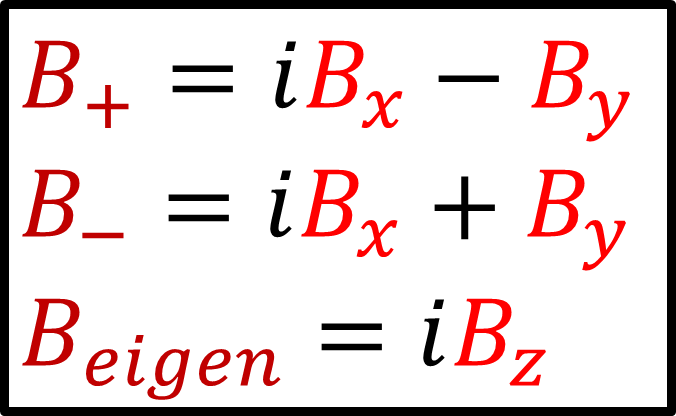 B₊ = iBₓ − B_y
B₋ = iBₓ + B_y
B_eigen = iB_z